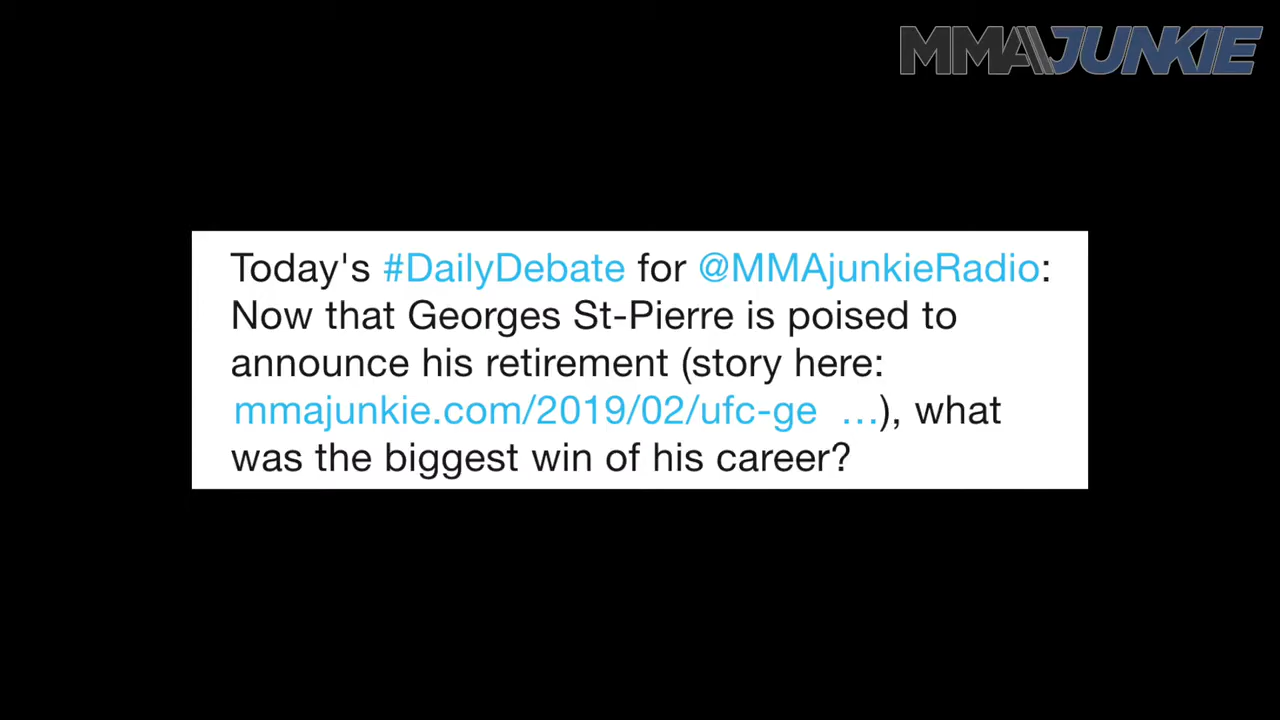 MMAJUNKIE
Today's #DailyDebate for @MMAjunkieRadio:
Now that Georges St-Pierre is poised to
announce his retirement (story here:
mmajunkie.com/2019/02/ufc-ge …), what
was the biggest win of his career?